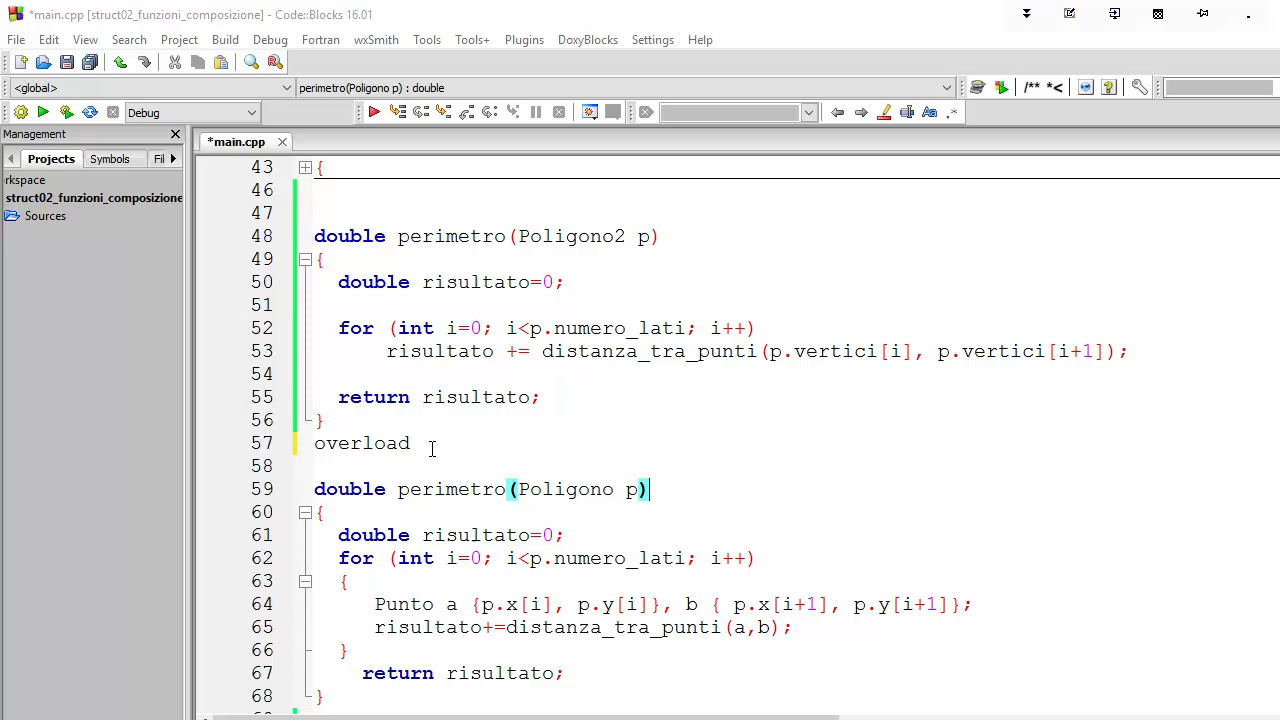 *main.cpp [struct02_funzioni_composizione] - Code::Blocks 16.01
File Edit View Search Project Build Debug Fortran wxSmith Tools Tools+ Plugins DoxyBlocks Settings Help
<global> perimetro(Poligono p) : double /** *<
Debug
Management
*main.cpp
Projects Symbols Fil
rkspace
struct02_funzioni_composizione
Sources
43 {
46
47
48 double perimetro(Poligono2 p)
49 {
50 double risultato=0;
51
52 for (int i=0; i<p.numero_lati; i++)
53 risultato += distanza_tra_punti(p.vertici[i], p.vertici[i+1]);
54
55 return risultato;
56 }
57 overload
58
59 double perimetro(Poligono p)
60 {
61 double risultato=0;
62 for (int i=0; i<p.numero_lati; i++)
63 {
64 Punto a {p.x[i], p.y[i]}, b { p.x[i+1], p.y[i+1]};
65 risultato+=distanza_tra_punti(a,b);
66 }
67 return risultato;
68 }